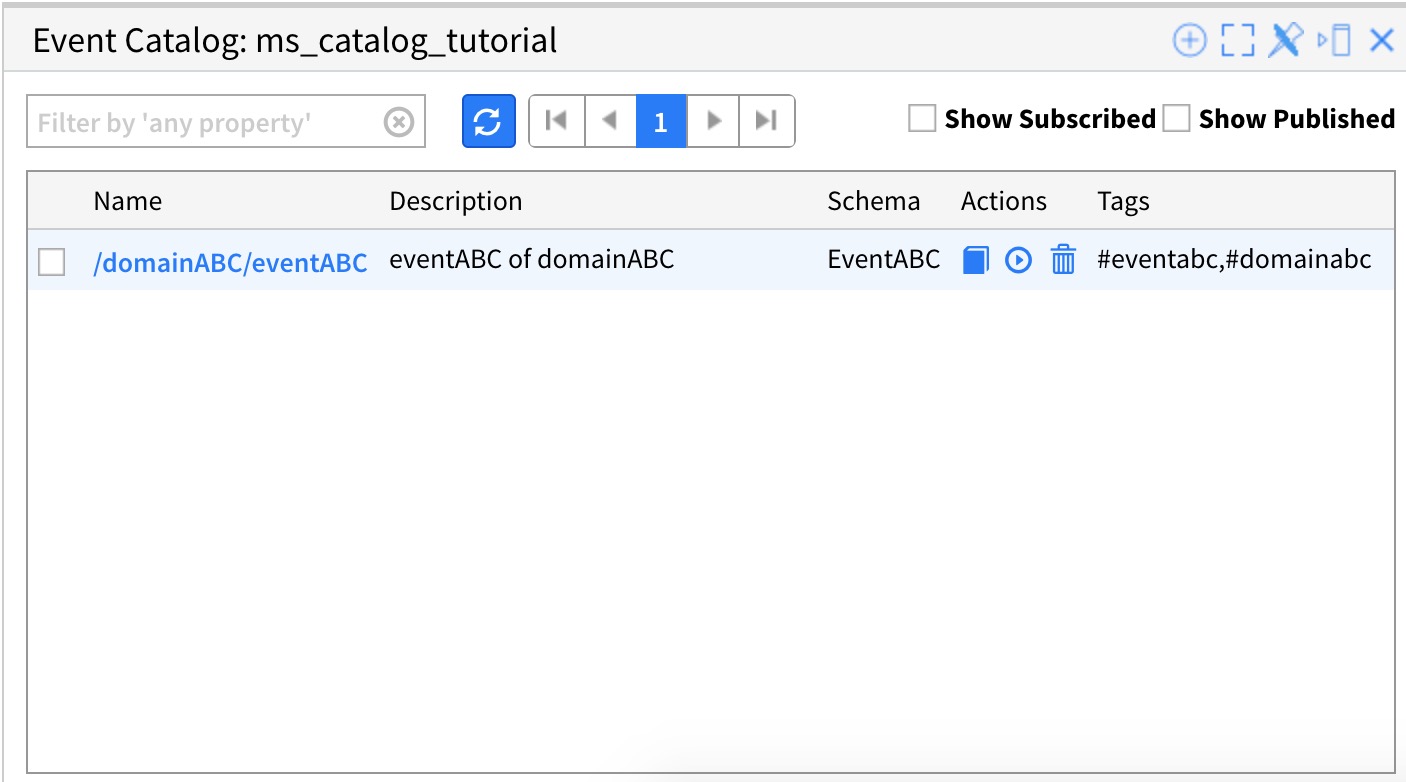 Event Catalog: ms_catalog_tutorial
Filter by 'any property'
1
Show Subscribed Show Published
Name Description Schema Actions Tags
/domainABC/eventABC eventABC of domainABC EventABC #eventabc,#domainabc